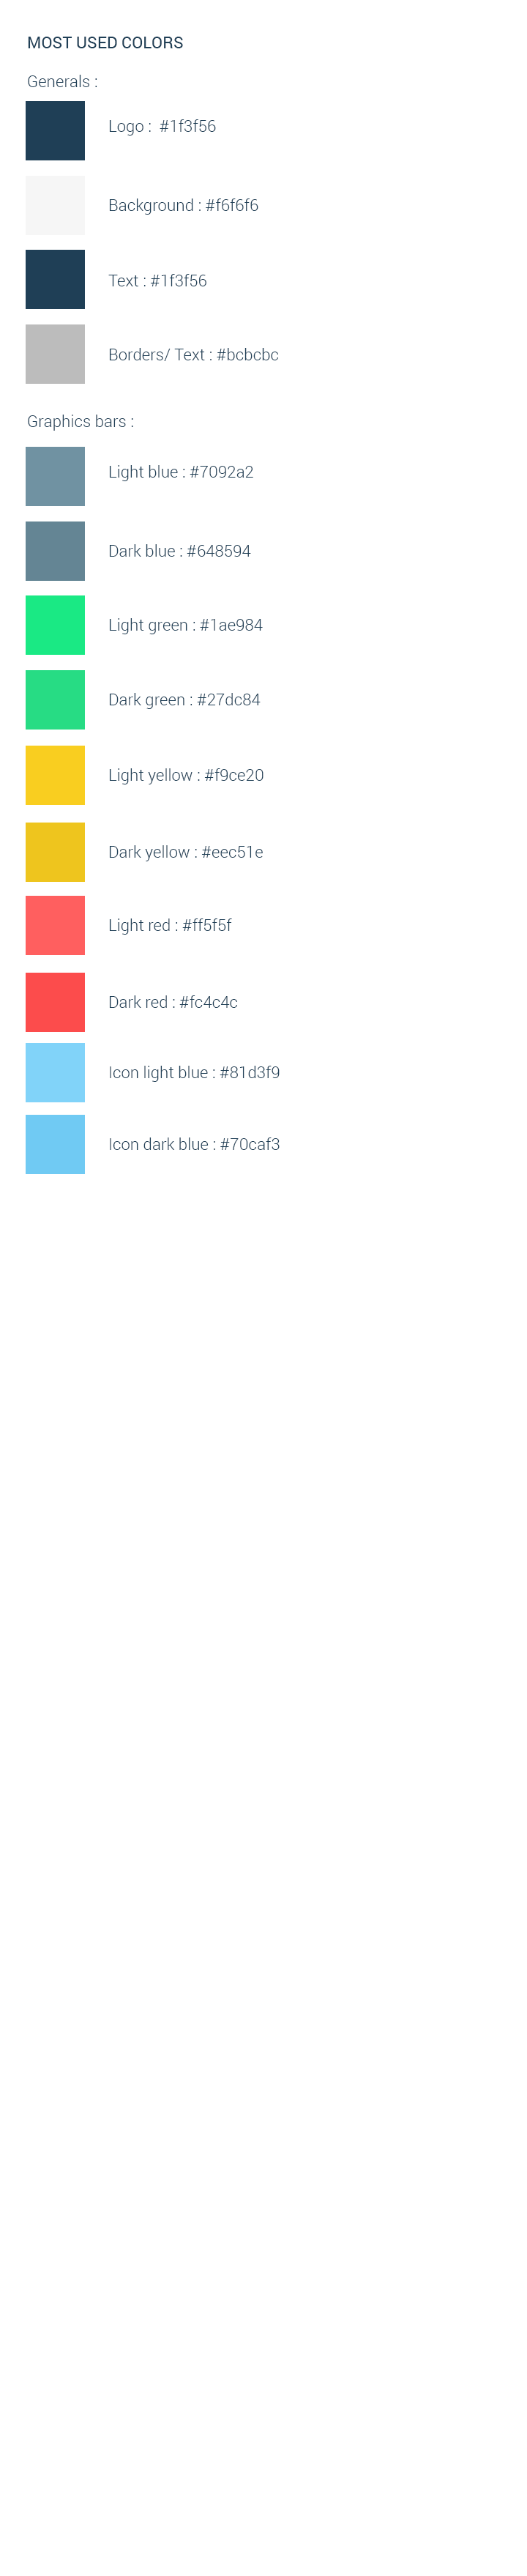 MOST USED COLORS
Generals :
Logo :  #1f3f56
Background : #f6f6f6
Text : #1f3f56
Borders/ Text : #bcbcbc
Graphics bars :
Light blue : #7092a2
Dark blue : #648594
Light green : #1ae984
Dark green : #27dc84
Light yellow : #f9ce20
Dark yellow : #eec51e
Light red : #ff5f5f
Dark red : #fc4c4c
Icon light blue : #81d3f9
Icon dark blue : #70caf3